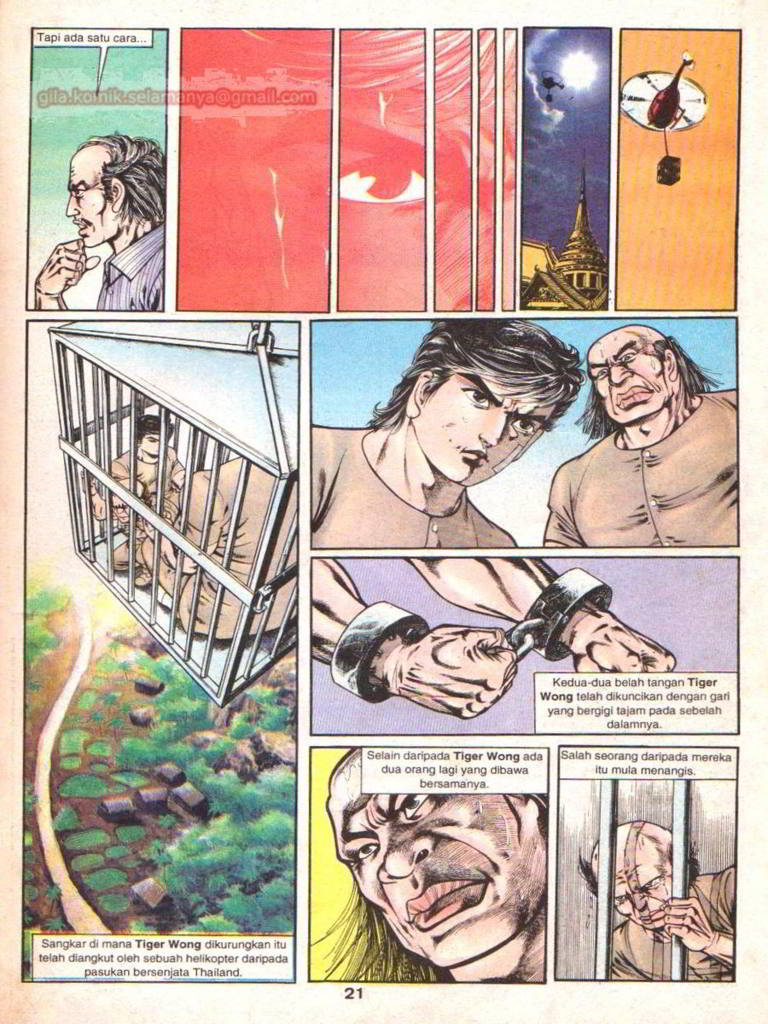 Tapi ada satu cara...
gila.komik.selamanya@gmail.com
Kedua-dua belah tangan Tiger
Wong telah dikuncikan dengan gari
yang bergigi tajam pada sebelah
dalamnya.
Sangkar di mana Tiger Wong dikurungkan itu
telah diangkut oleh sebuah helikopter daripada
pasukan bersenjata Thailand.
Selain daripada Tiger Wong ada
dua orang lagi yang dibawa
bersamanya.
Salah seorang daripada mereka
itu mula menangis.
21